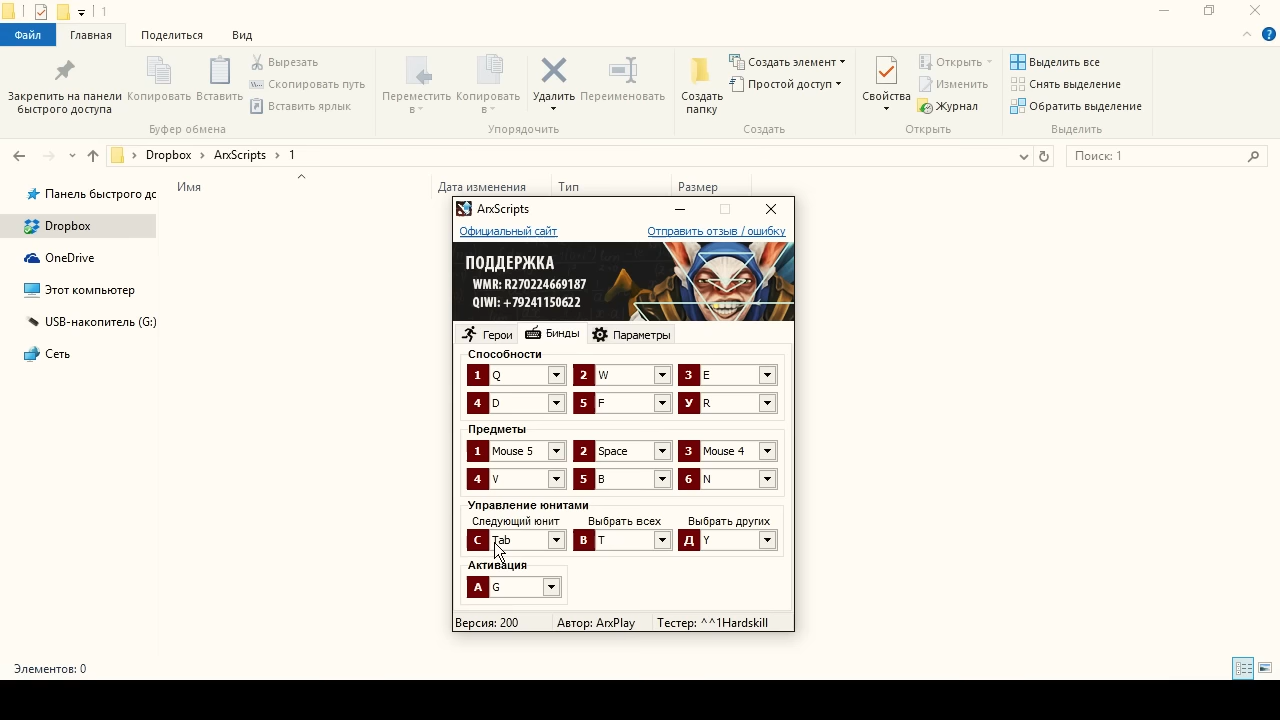 1
Файл Главная Поделиться Вид
Закрепить на панели быстрого доступа
Копировать
Вставить
Вырезать
Скопировать путь
Вставить ярлык
Буфер обмена
Переместить в
Копировать в
Удалить
Переименовать
Упорядочить
Создать папку
Создать элемент
Простой доступ
Создать
Свойства
Открыть
Изменить
Журнал
Открыть
Выделить все
Снять выделение
Обратить выделение
Выделить
Dropbox ArxScripts 1
Поиск: 1
Имя Дата изменения Тип Размер
Панель быстрого дс
Dropbox
OneDrive
Этот компьютер
USB-накопитель (G:)
Сеть
ArxScripts
Официальный сайт Отправить отзыв / ошибку
ПОДДЕРЖКА
WMR: R270224669187
QIWI: +79241150622
Герои Бинды Параметры
Способности
1 Q 2 W 3 E
4 D 5 F У R
Предметы
1 Mouse 5 2 Space 3 Mouse 4
4 V 5 B 6 N
Управление юнитами
Следующий юнит Выбрать всех Выбрать других
С Tab В T Д Y
Активация
А G
Версия: 200 Автор: ArxPlay Тестер: ^^1Hardskill
Элементов: 0